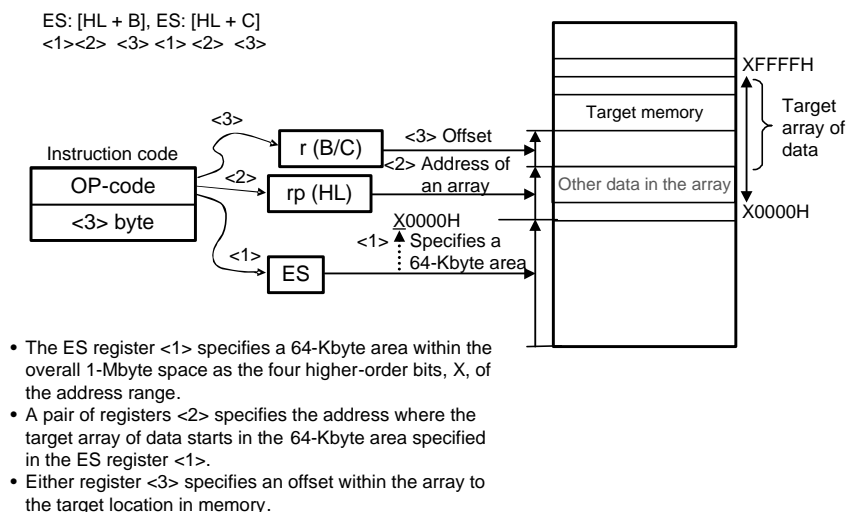 ES: [HL + B], ES: [HL + C]
<1><2> <3> <1> <2> <3>
XFFFFH
Target memory
Target
array of
data
<3>
<3> Offset
r (B/C)
Instruction code
<2> Address of
an array
OP-code
<2>
rp (HL)
Other data in the array
<3> byte
X0000H
X0000H
<1> Specifies a
64-Kbyte area
<1>
ES
• The ES register <1> specifies a 64-Kbyte area within the
overall 1-Mbyte space as the four higher-order bits, X, of
the address range.
• A pair of registers <2> specifies the address where the
target array of data starts in the 64-Kbyte area specified
in the ES register <1>.
• Either register <3> specifies an offset within the array to
the target location in memory.